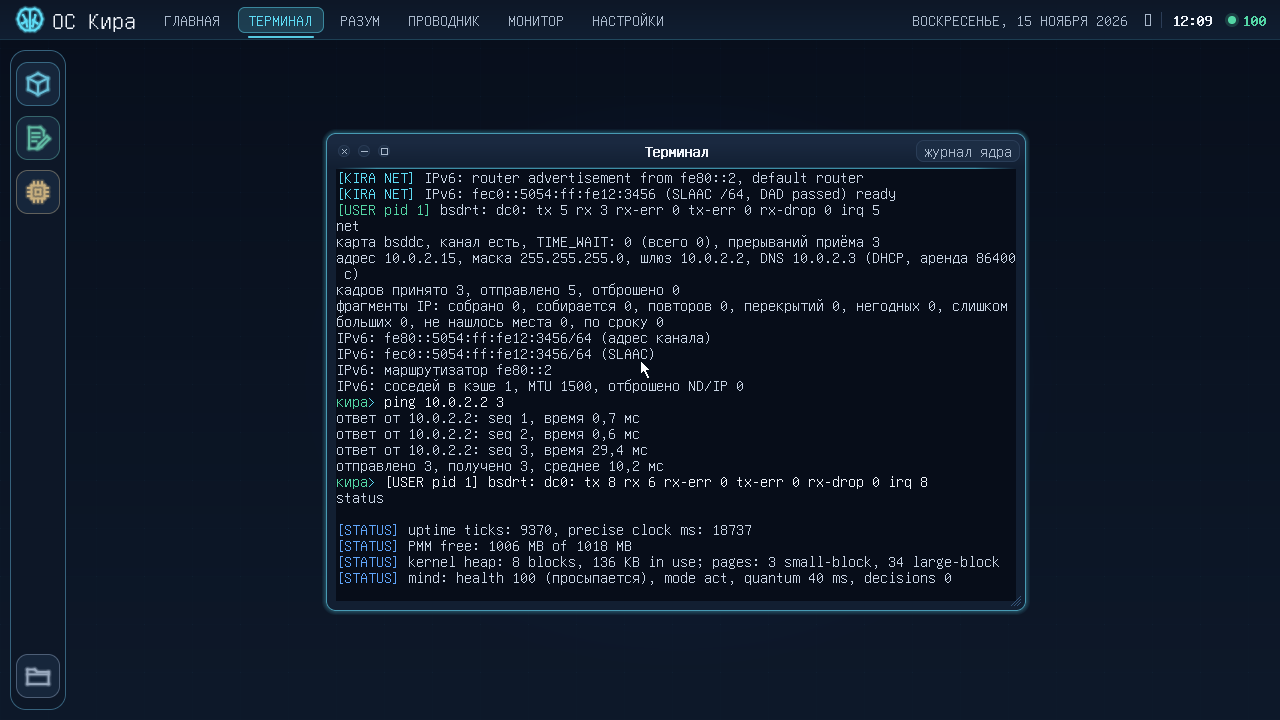 ОС Кира ГЛАВНАЯ ТЕРМИНАЛ РАЗУМ ПРОВОДНИК МОНИТОР НАСТРОЙКИ ВОСКРЕСЕНЬЕ, 15 НОЯБРЯ 2026 12:09 100
Терминал журнал ядра
[KIRA NET] IPv6: router advertisement from fe80::2, default router
[KIRA NET] IPv6: fec0::5054:ff:fe12:3456 (SLAAC /64, DAD passed) ready
[USER pid 1] bsdrt: dc0: tx 5 rx 3 rx-err 0 tx-err 0 rx-drop 0 irq 5
net
карта bsddc, канал есть, TIME_WAIT: 0 (всего 0), прерываний приёма 3
адрес 10.0.2.15, маска 255.255.255.0, шлюз 10.0.2.2, DNS 10.0.2.3 (DHCP, аренда 86400
с)
кадров принято 3, отправлено 5, отброшено 0
фрагменты IP: собрано 0, собирается 0, повторов 0, перекрытий 0, негодных 0, слишком
больших 0, не нашлось места 0, по сроку 0
IPv6: fe80::5054:ff:fe12:3456/64 (адрес канала)
IPv6: fec0::5054:ff:fe12:3456/64 (SLAAC)
IPv6: маршрутизатор fe80::2
IPv6: соседей в кэше 1, MTU 1500, отброшено ND/IP 0
кира> ping 10.0.2.2 3
ответ от 10.0.2.2: seq 1, время 0,7 мс
ответ от 10.0.2.2: seq 2, время 0,6 мс
ответ от 10.0.2.2: seq 3, время 29,4 мс
отправлено 3, получено 3, среднее 10,2 мс
кира> [USER pid 1] bsdrt: dc0: tx 8 rx 6 rx-err 0 tx-err 0 rx-drop 0 irq 8
status
[STATUS] uptime ticks: 9370, precise clock ms: 18737
[STATUS] PMM free: 1006 MB of 1018 MB
[STATUS] kernel heap: 8 blocks, 136 KB in use; pages: 3 small-block, 34 large-block
[STATUS] mind: health 100 (просыпается), mode act, quantum 40 ms, decisions 0